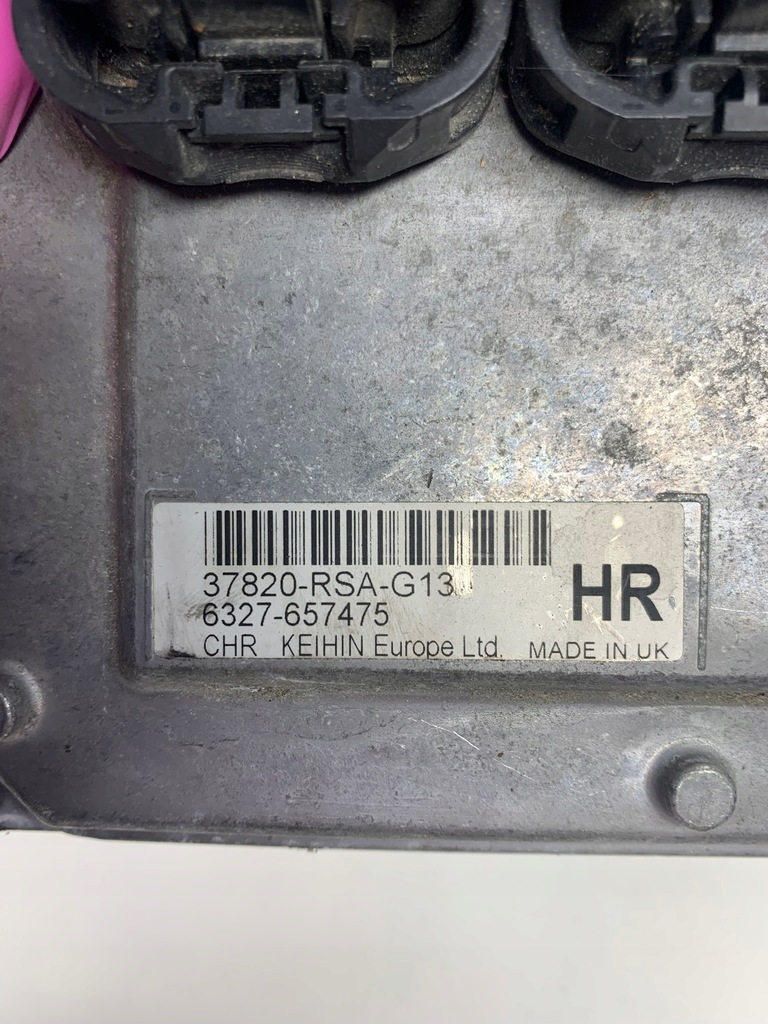 37820-RSA-G13
HR
6327-657475
CHR KEIHIN Europe Ltd. MADE IN UK